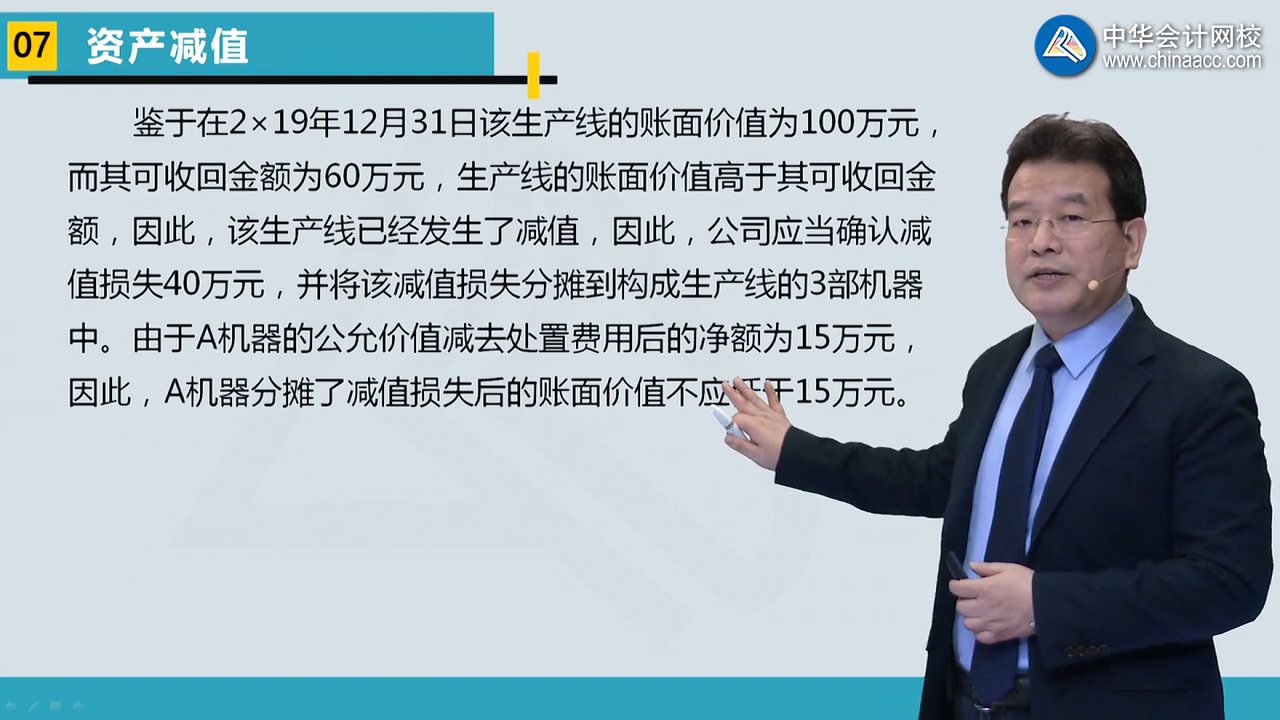 07 资产减值
中华会计网校
www.chinaacc.com
鉴于在2×19年12月31日该生产线的账面价值为100万元，
而其可收回金额为60万元，生产线的账面价值高于其可收回金
额，因此，该生产线已经发生了减值，因此，公司应当确认减
值损失40万元，并将该减值损失分摊到构成生产线的3部机器
中。由于A机器的公允价值减去处置费用后的净额为15万元，
因此，A机器分摊了减值损失后的账面价值不应低于15万元。